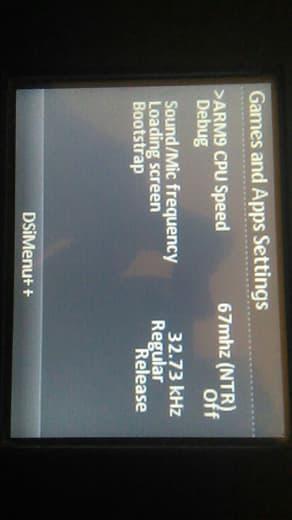 Games and Apps Settings
>ARM9 CPU Speed 67mhz (NTR)
Debug Off
Sound/Mic frequency 32.73 kHz
Loading screen Regular
Bootstrap Release
DSiMenu++